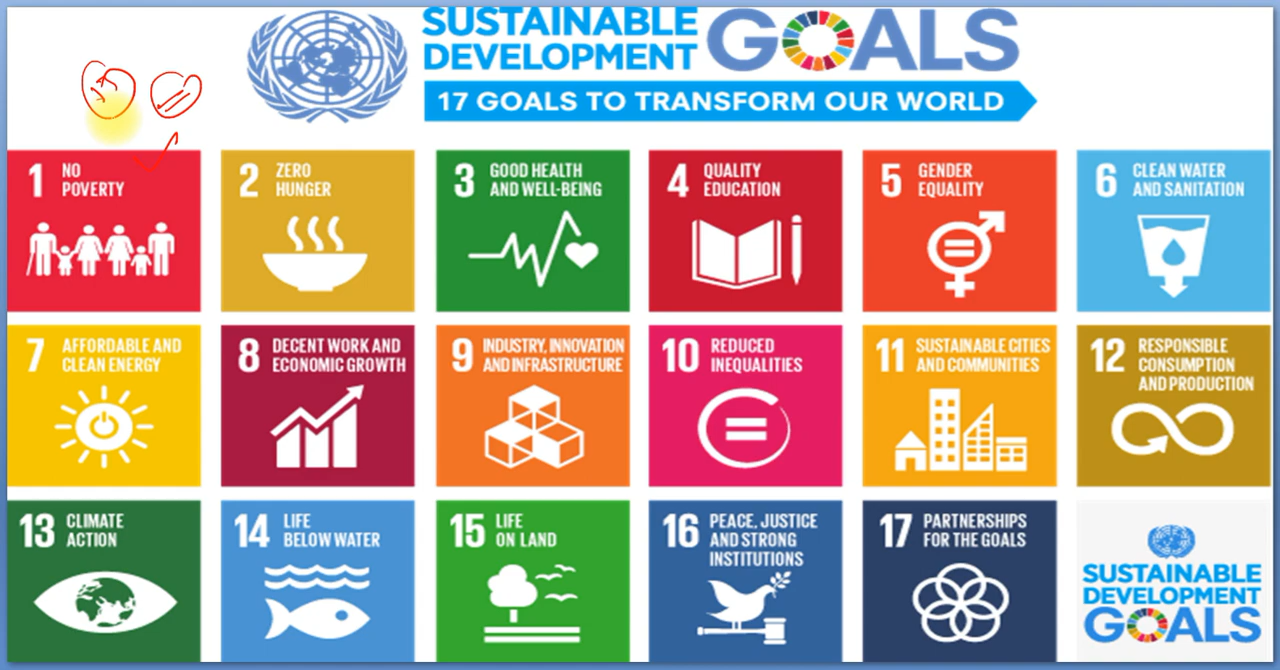 SUSTAINABLE
DEVELOPMENT GOALS
17 GOALS TO TRANSFORM OUR WORLD
1 NO
POVERTY
2 ZERO
HUNGER
3 GOOD HEALTH
AND WELL-BEING
4 QUALITY
EDUCATION
5 GENDER
EQUALITY
6 CLEAN WATER
AND SANITATION
7 AFFORDABLE AND
CLEAN ENERGY
8 DECENT WORK AND
ECONOMIC GROWTH
9 INDUSTRY, INNOVATION
AND INFRASTRUCTURE
10 REDUCED
INEQUALITIES
11 SUSTAINABLE CITIES
AND COMMUNITIES
12 RESPONSIBLE
CONSUMPTION
AND PRODUCTION
13 CLIMATE
ACTION
14 LIFE
BELOW WATER
15 LIFE
ON LAND
16 PEACE, JUSTICE
AND STRONG
INSTITUTIONS
17 PARTNERSHIPS
FOR THE GOALS
SUSTAINABLE
DEVELOPMENT
GOALS